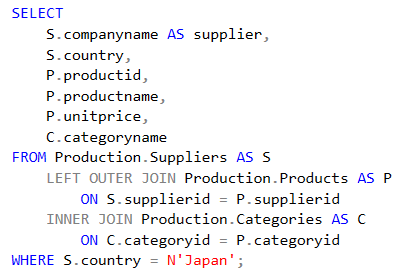 SELECT
S.companyname AS supplier,
S.country,
P.productid,
P.productname,
P.unitprice,
C.categoryname
FROM Production.Suppliers AS S
LEFT OUTER JOIN Production.Products AS P
ON S.supplierid = P.supplierid
INNER JOIN Production.Categories AS C
ON C.categoryid = P.categoryid
WHERE S.country = N'Japan';